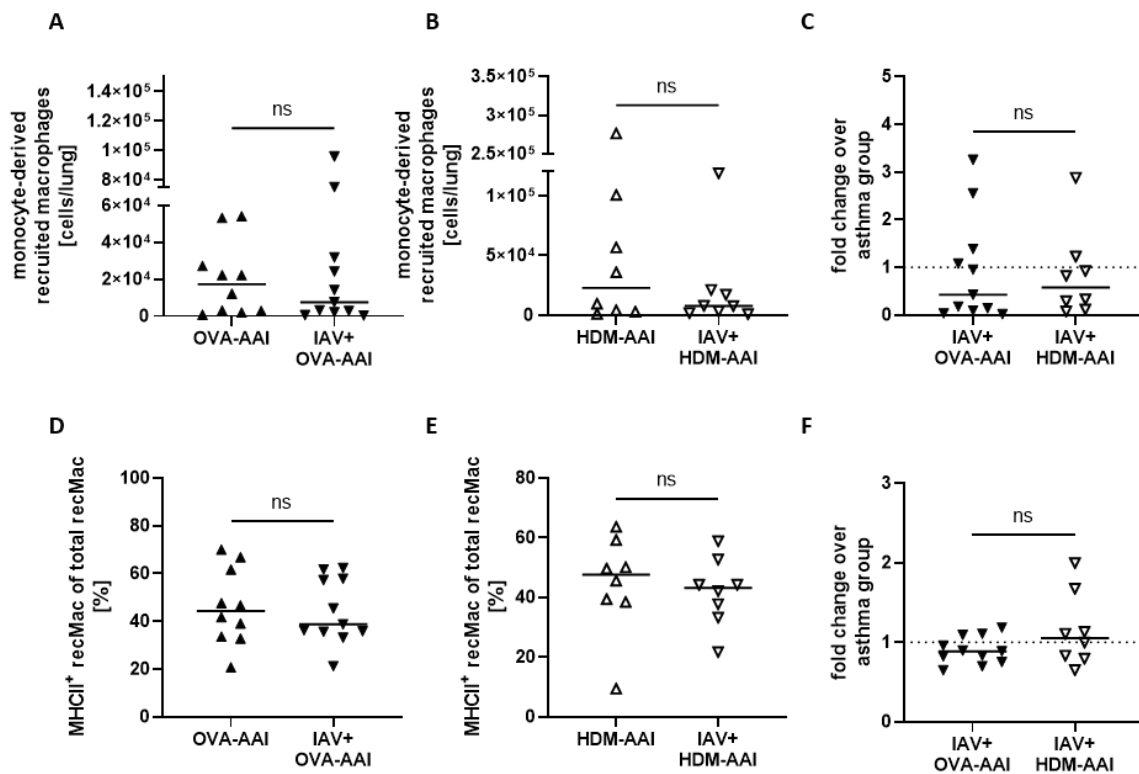 A
monocyte-derived
recruited macrophages
[cells/lung]
1.4×10⁵
1.2×10⁵
1.0×10⁵
8×10⁴
6×10⁴
4×10⁴
2×10⁴
0
ns
OVA-AAI
IAV+
OVA-AAI
B
monocyte-derived
recruited macrophages
[cells/lung]
3.5×10⁵
3×10⁵
2.5×10⁵
1×10⁵
5×10⁴
0
ns
HDM-AAI
IAV+
HDM-AAI
C
fold change over
asthma group
5
4
3
2
1
0
ns
IAV+
OVA-AAI
IAV+
HDM-AAI
D
MHCII⁺ recMac of total recMac
[%]
100
80
60
40
20
0
ns
OVA-AAI
IAV+
OVA-AAI
E
MHCII⁺ recMac of total recMac
[%]
80
60
40
20
0
ns
HDM-AAI
IAV+
HDM-AAI
F
fold change over
asthma group
3
2
1
0
ns
IAV+
OVA-AAI
IAV+
HDM-AAI